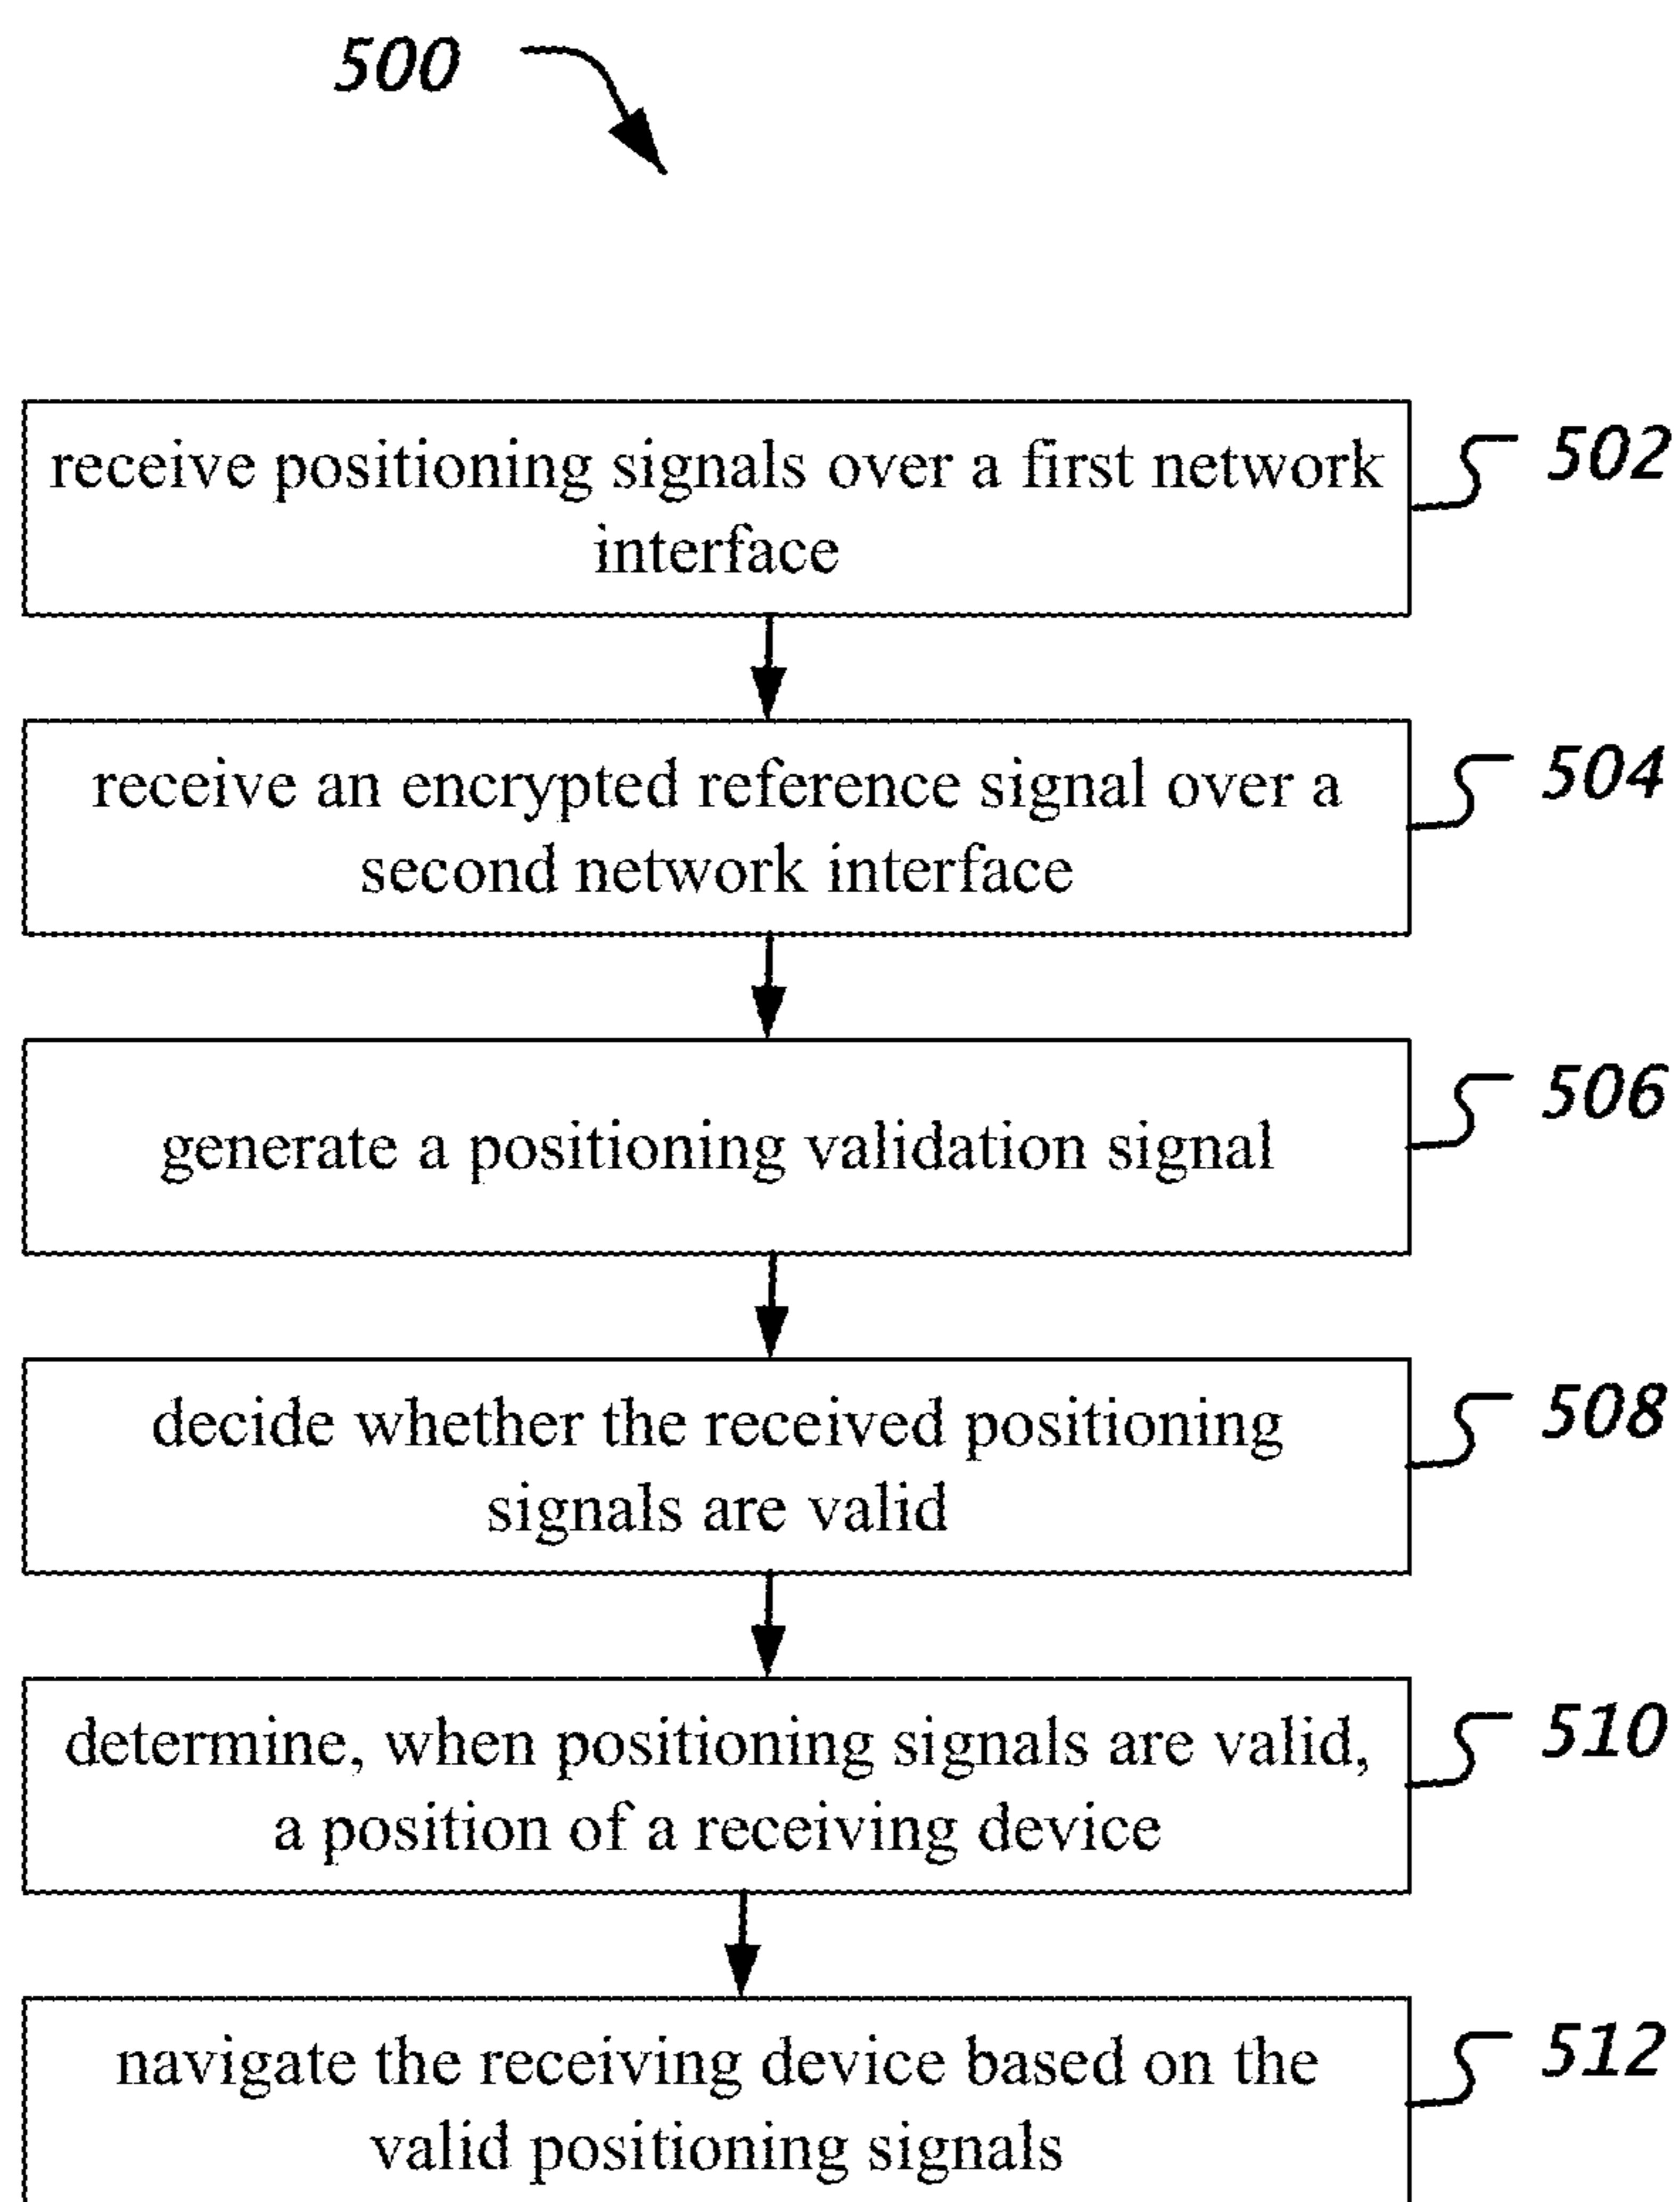 500
receive positioning signals over a first network
interface
502
receive an encrypted reference signal over a
second network interface
504
generate a positioning validation signal
506
decide whether the received positioning
signals are valid
508
determine, when positioning signals are valid,
a position of a receiving device
510
navigate the receiving device based on the
valid positioning signals
512